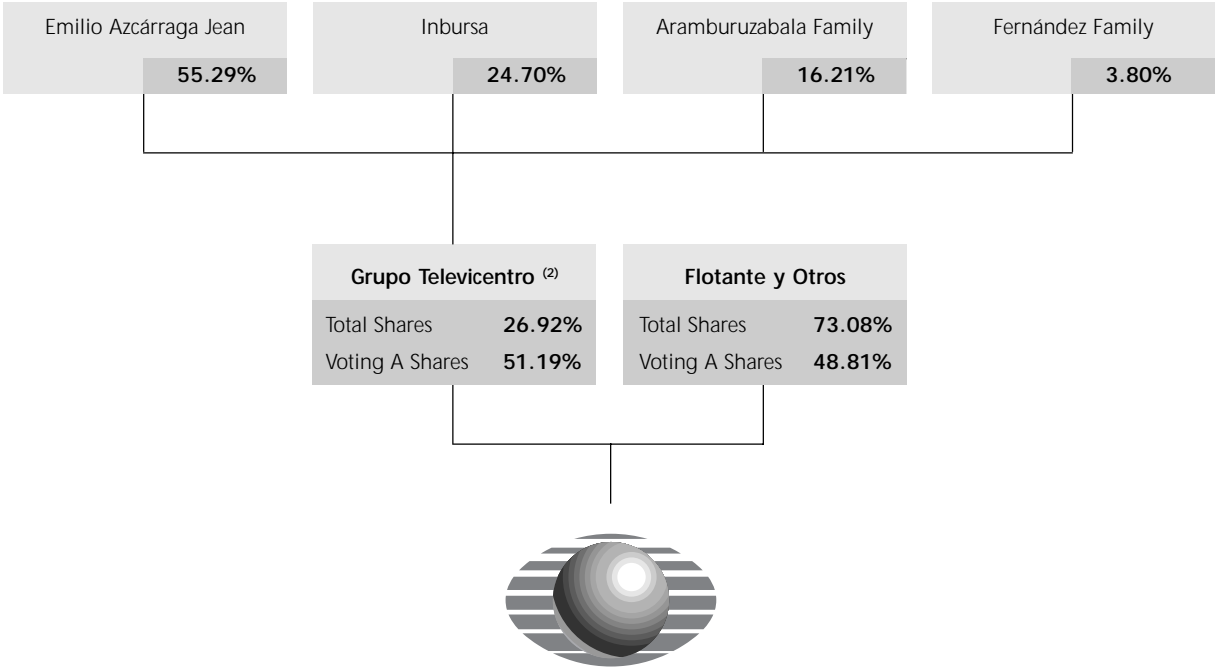 Emilio Azcárraga Jean
55.29%
Inbursa
24.70%
Aramburuzabala Family
16.21%
Fernández Family
3.80%
Grupo Televicentro (2)
Total Shares 26.92%
Voting A Shares 51.19%
Flotante y Otros
Total Shares 73.08%
Voting A Shares 48.81%